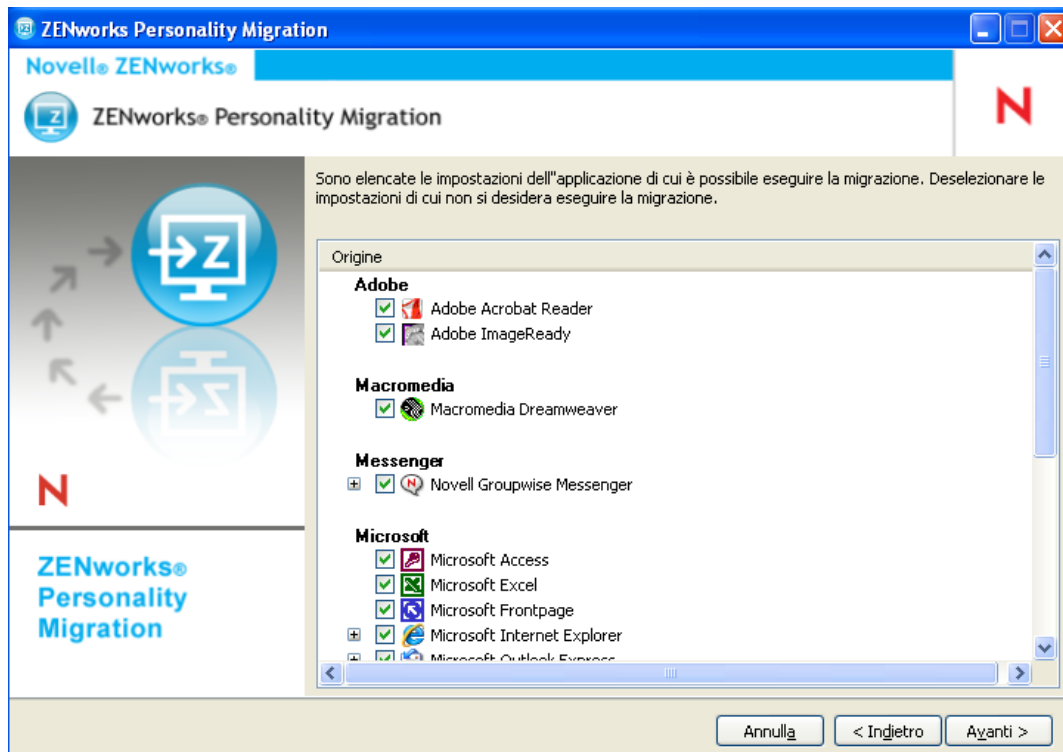 ZENworks Personality Migration
Novell® ZENworks®
ZENworks® Personality Migration
N
Sono elencate le impostazioni dell"applicazione di cui è possibile eseguire la migrazione. Deselezionare le
impostazioni di cui non si desidera eseguire la migrazione.
Origine
Adobe
Adobe Acrobat Reader
Adobe ImageReady
Macromedia
Macromedia Dreamweaver
Messenger
Novell Groupwise Messenger
Microsoft
Microsoft Access
Microsoft Excel
Microsoft Frontpage
Microsoft Internet Explorer
Microsoft Outlook Express
Z
N
ZENworks®
Personality
Migration
Annulla
< Indietro
Avanti >